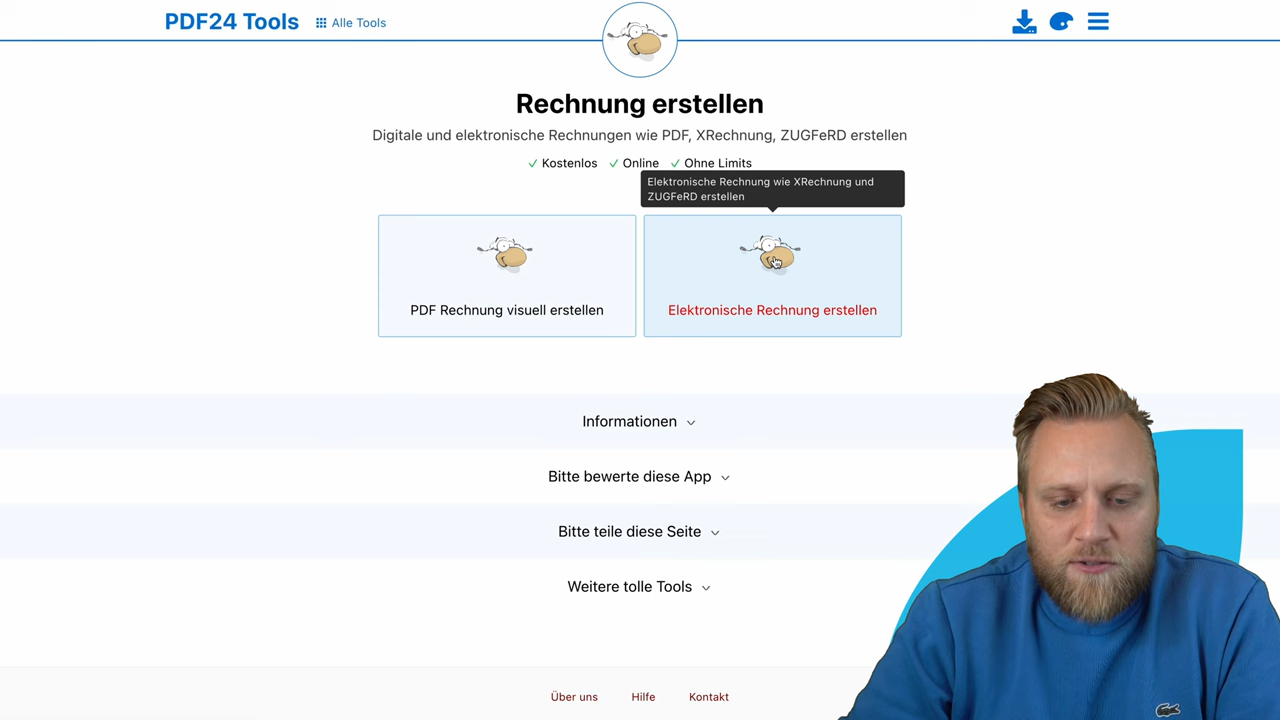 PDF24 Tools
Alle Tools
Rechnung erstellen
Digitale und elektronische Rechnungen wie PDF, XRechnung, ZUGFeRD erstellen
Kostenlos Online Ohne Limits
Elektronische Rechnung wie XRechnung und
ZUGFeRD erstellen
PDF Rechnung visuell erstellen
Elektronische Rechnung erstellen
Informationen
Bitte bewerte diese App
Bitte teile diese Seite
Weitere tolle Tools
Über uns Hilfe Kontakt